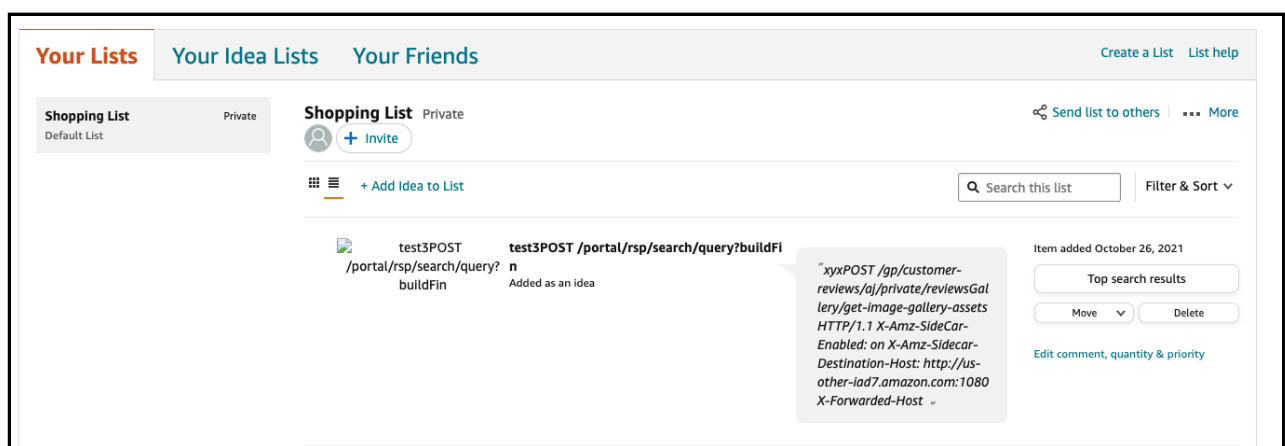 Your Lists Your Idea Lists Your Friends Create a List List help
Shopping List Private
Default List
Shopping List Private
Send list to others More
+ Invite
+ Add Idea to List
Search this list
Filter & Sort
test3POST
/portal/rsp/search/query?
buildFin
test3POST /portal/rsp/search/query?buildFi
n
Added as an idea
"xyxPOST /gp/customer-
reviews/aj/private/reviewsGal
lery/get-image-gallery-assets
HTTP/1.1 X-Amz-SideCar-
Enabled: on X-Amz-Sidecar-
Destination-Host: http://us-
other-iad7.amazon.com:1080
X-Forwarded-Host "
Item added October 26, 2021
Top search results
Move Delete
Edit comment, quantity & priority